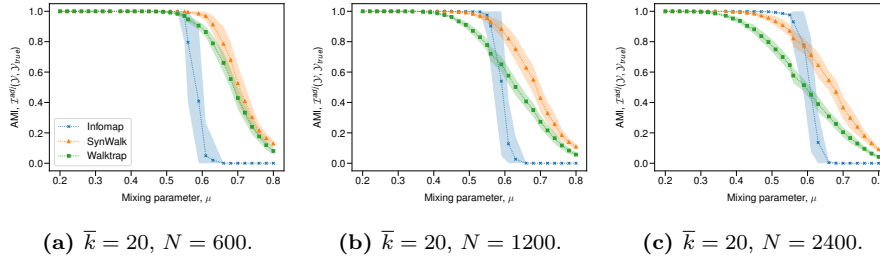 AMI, I^adj(Y, Y_true)
1.0
0.8
0.6
0.4
0.2
0.0
Infomap
SynWalk
Walktrap
0.2 0.3 0.4 0.5 0.6 0.7 0.8
Mixing parameter, μ
AMI, I^adj(Y, Y_true)
1.0
0.8
0.6
0.4
0.2
0.0
0.2 0.3 0.4 0.5 0.6 0.7 0.8
Mixing parameter, μ
AMI, I^adj(Y, Y_true)
1.0
0.8
0.6
0.4
0.2
0.0
0.2 0.3 0.4 0.5 0.6 0.7 0.8
Mixing parameter, μ
(a) k̅ = 20, N = 600.
(b) k̅ = 20, N = 1200.
(c) k̅ = 20, N = 2400.